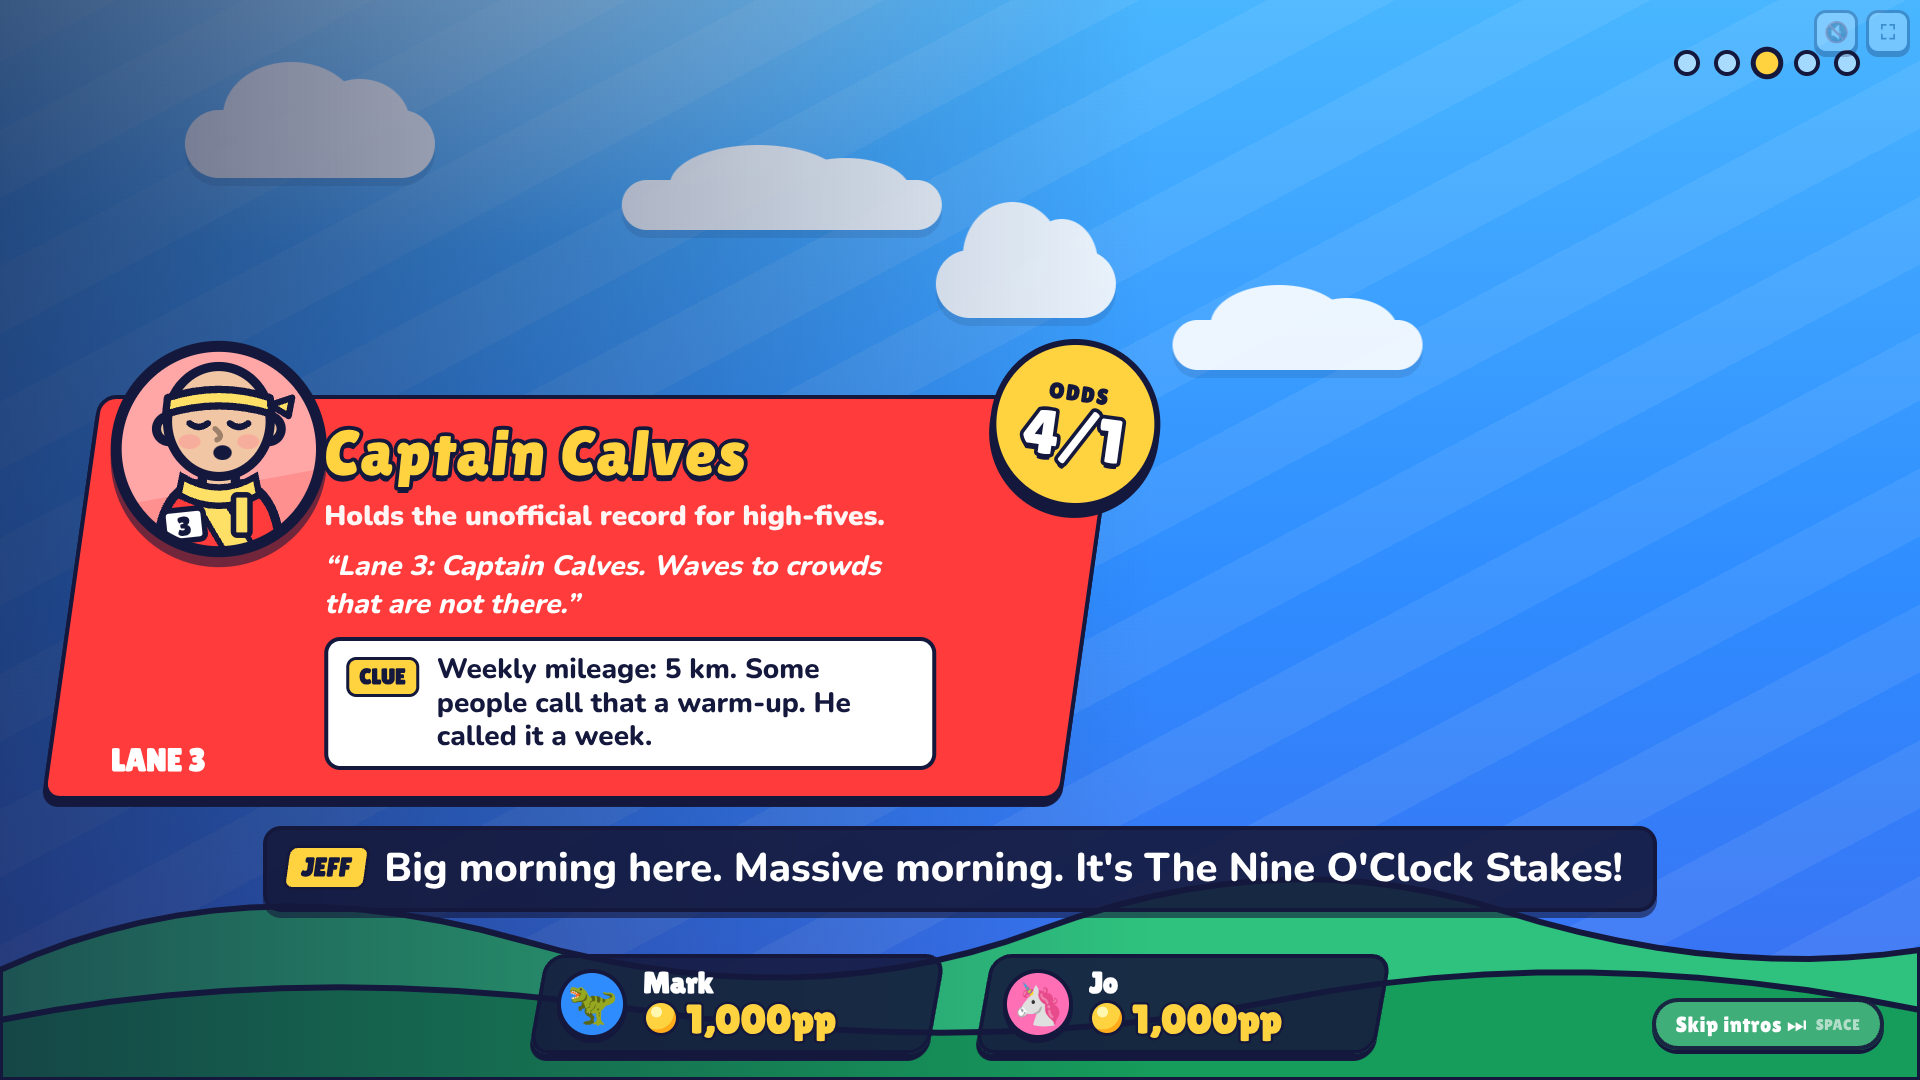 ODDS
4/1
Captain Calves
Holds the unofficial record for high-fives.
“Lane 3: Captain Calves. Waves to crowds
that are not there.”
3
CLUE
Weekly mileage: 5 km. Some
people call that a warm-up. He
called it a week.
LANE 3
JEFF
Big morning here. Massive morning. It's The Nine O'Clock Stakes!
Mark
1,000pp
Jo
1,000pp
Skip intros SPACE